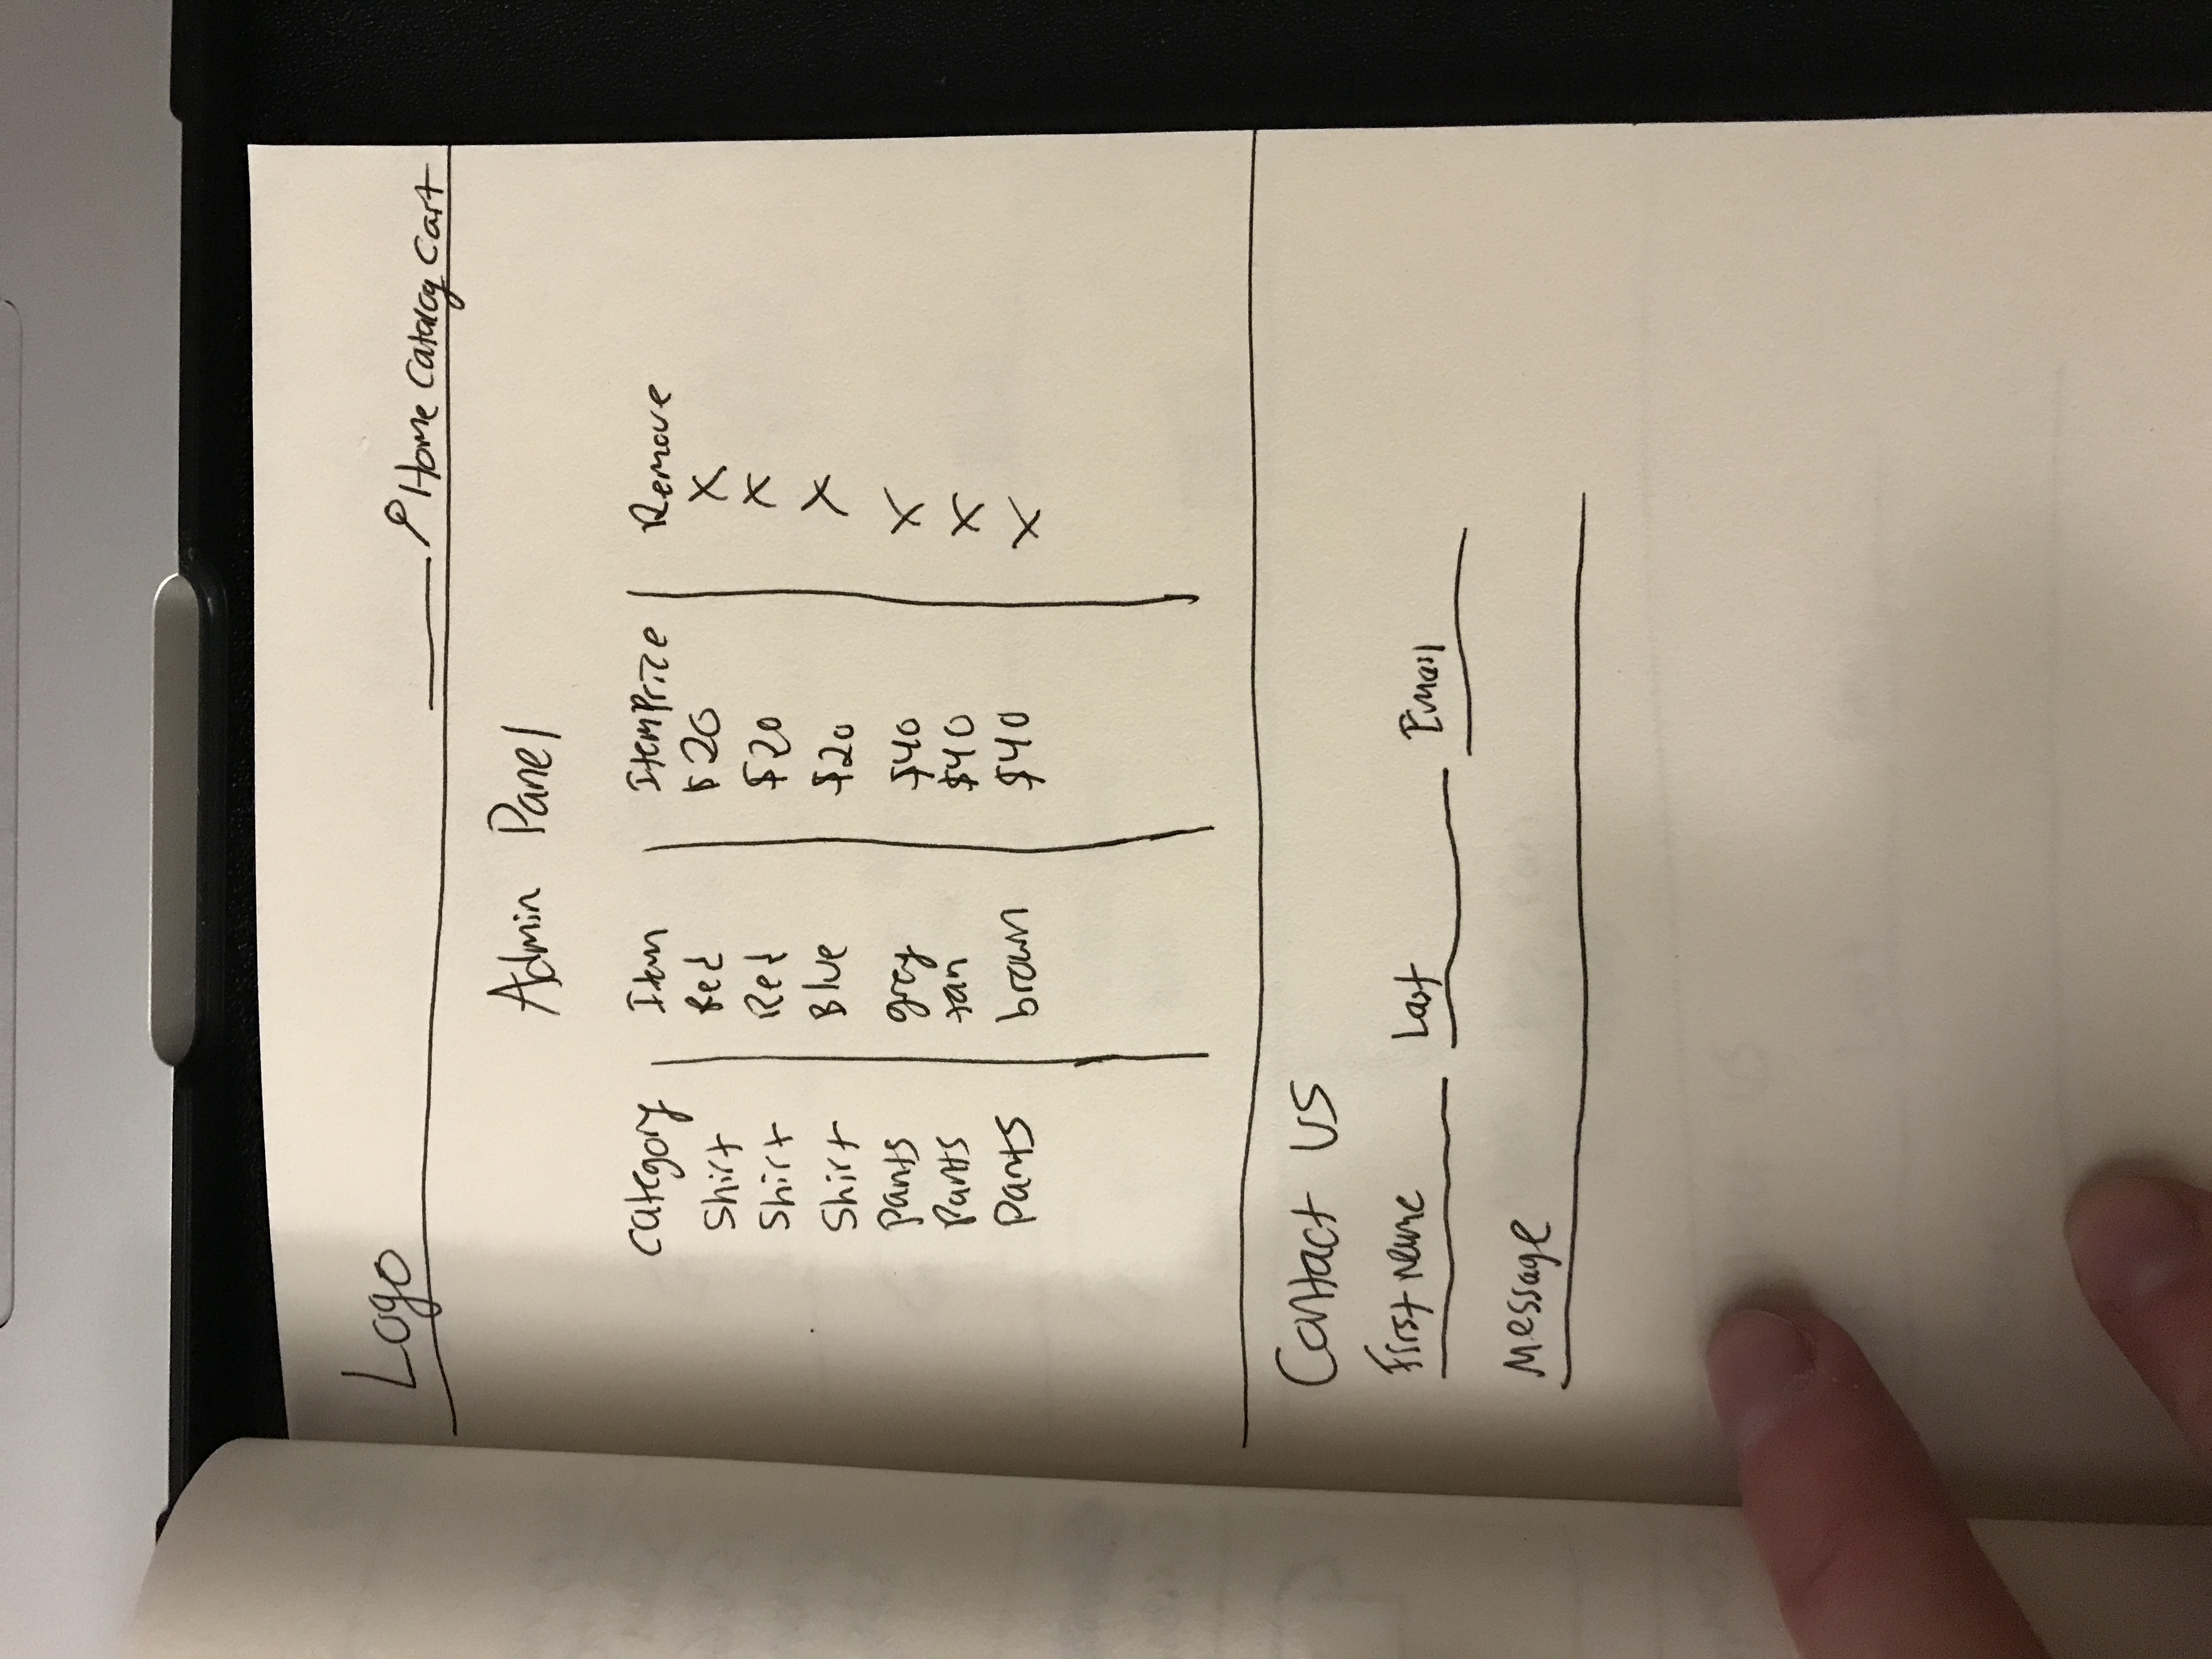 Logo
Home Catalog Cart
Admin Panel
Category Item ItemPrice Remove
Shirt Red $20 X
Shirt Red $20 X
Shirt Blue $20 X
Pants grey $40 X
Pants tan $40 X
Pants brown $40 X
Contact US
First Name Last Email
Message